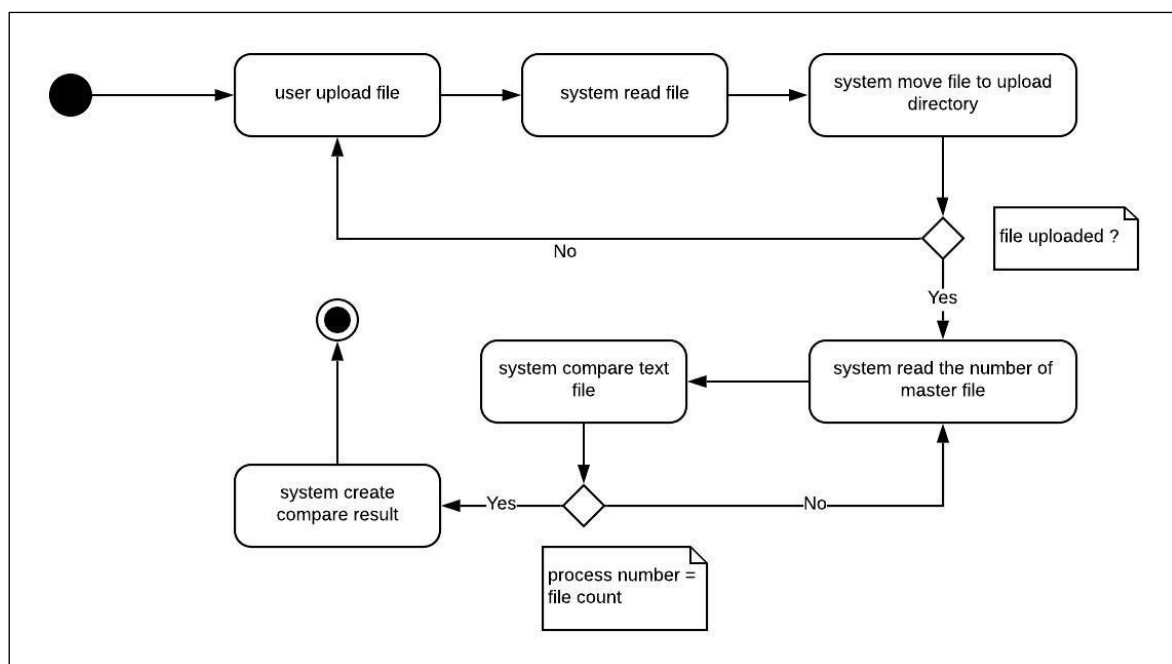 user upload file
system read file
system move file to upload
directory
file uploaded ?
No
Yes
system compare text
file
system read the number of
master file
system create
compare result
Yes
No
process number =
file count